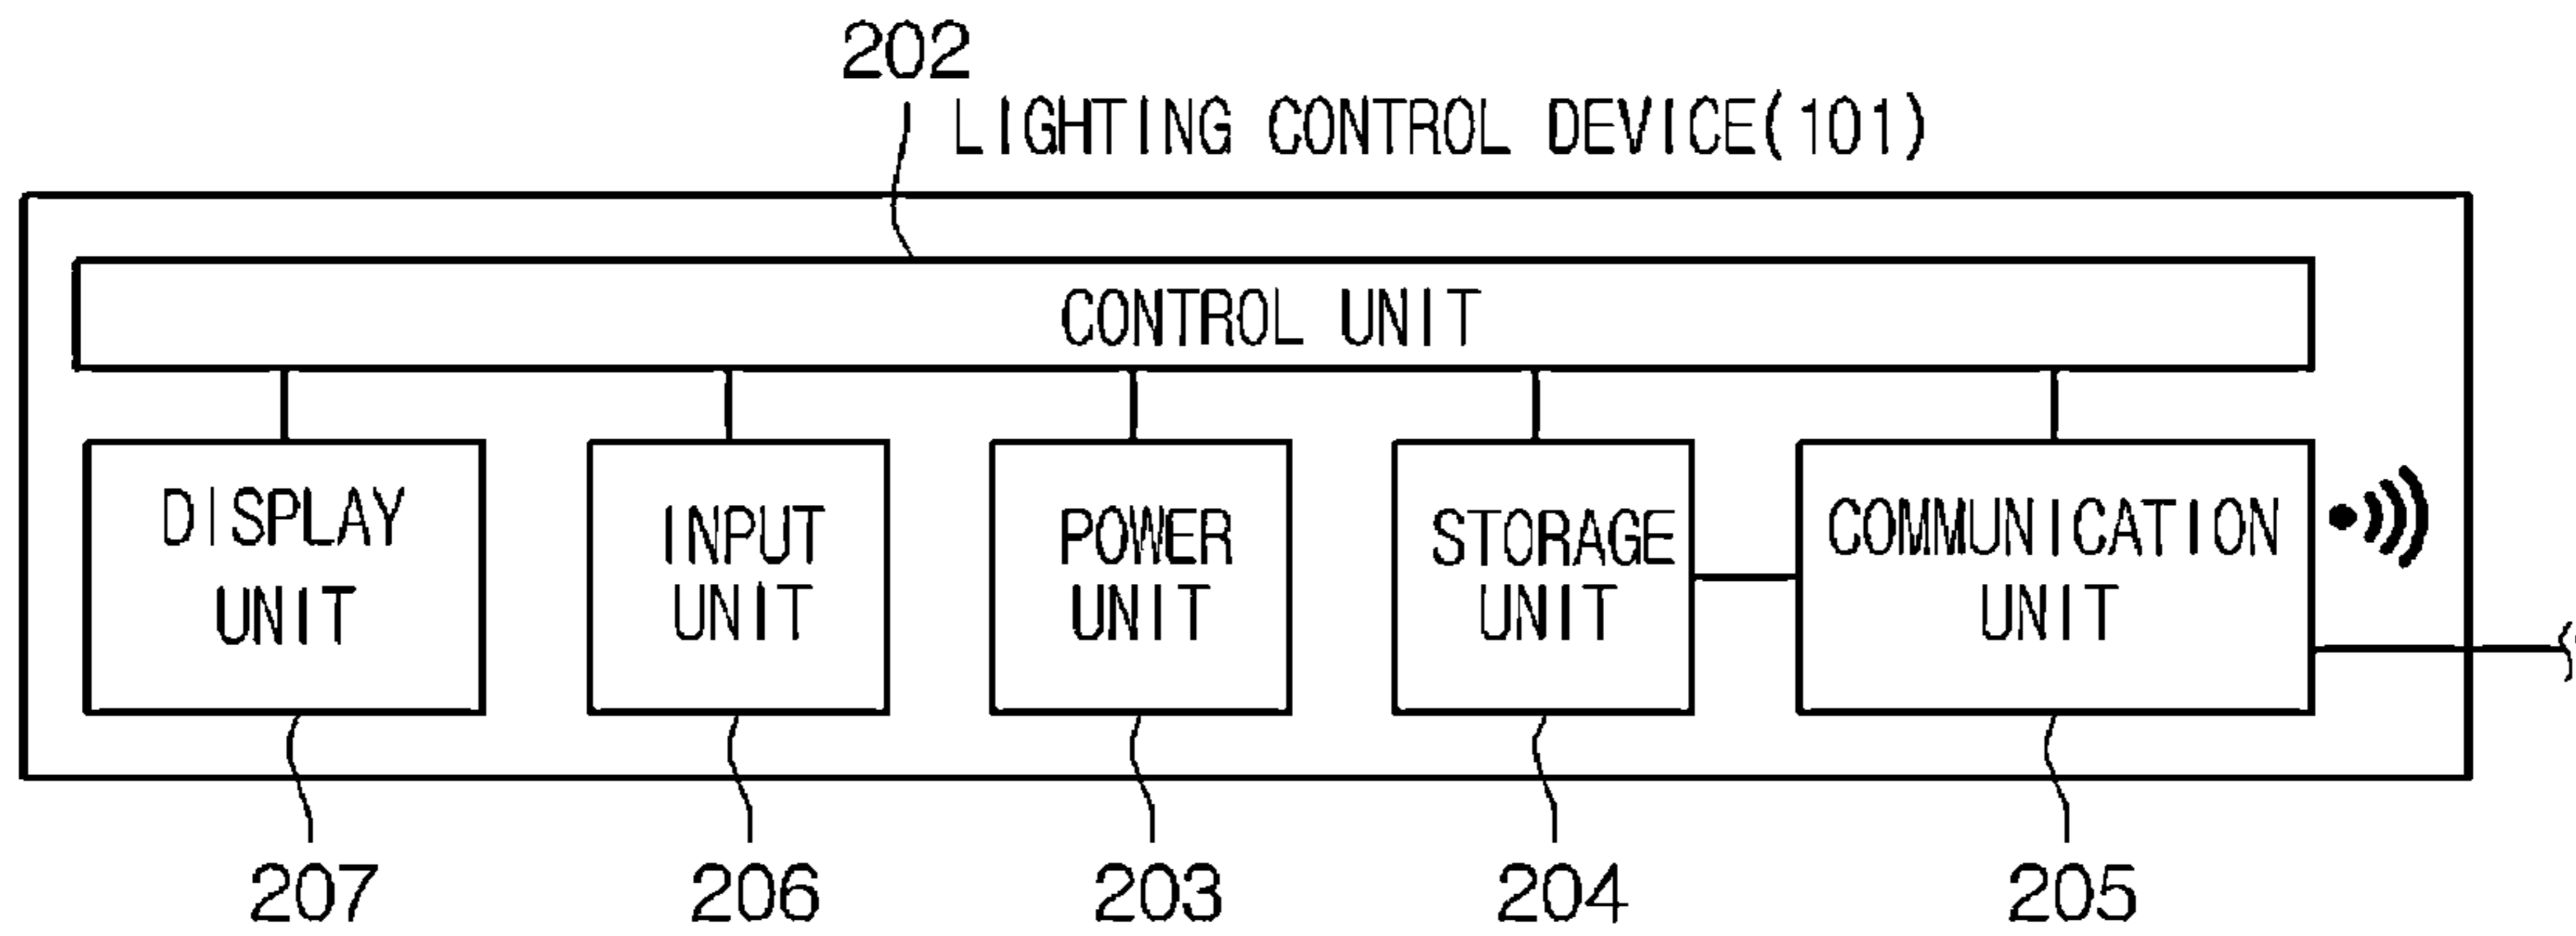 202
LIGHTING CONTROL DEVICE(101)
CONTROL UNIT
DISPLAY
UNIT
INPUT
UNIT
POWER
UNIT
STORAGE
UNIT
COMMUNICATION
UNIT
207
206
203
204
205